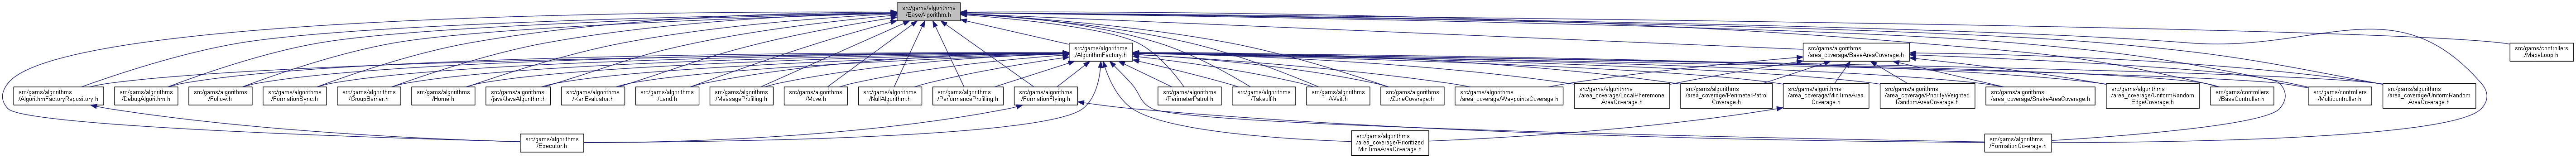 src/gams/algorithms
/BaseAlgorithm.h
src/gams/algorithms
/AlgorithmFactory.h
src/gams/algorithms
/area_coverage/BaseAreaCoverage.h
src/gams/controllers
/MapeLoop.h
src/gams/algorithms
/AlgorithmFactoryRepository.h
src/gams/algorithms
/DebugAlgorithm.h
src/gams/algorithms
/Follow.h
src/gams/algorithms
/FormationSync.h
src/gams/algorithms
/GroupBarrier.h
src/gams/algorithms
/Home.h
src/gams/algorithms
/java/JavaAlgorithm.h
src/gams/algorithms
/KarlEvaluator.h
src/gams/algorithms
/Land.h
src/gams/algorithms
/MessageProfiling.h
src/gams/algorithms
/Move.h
src/gams/algorithms
/NullAlgorithm.h
src/gams/algorithms
/PerformanceProfiling.h
src/gams/algorithms
/FormationFlying.h
src/gams/algorithms
/PerimeterPatrol.h
src/gams/algorithms
/Takeoff.h
src/gams/algorithms
/Wait.h
src/gams/algorithms
/ZoneCoverage.h
src/gams/algorithms
/area_coverage/WaypointsCoverage.h
src/gams/algorithms
/area_coverage/LocalPheremone
AreaCoverage.h
src/gams/algorithms
/area_coverage/PerimeterPatrol
Coverage.h
src/gams/algorithms
/area_coverage/MinTimeArea
Coverage.h
src/gams/algorithms
/area_coverage/PriorityWeighted
RandomAreaCoverage.h
src/gams/algorithms
/area_coverage/SnakeAreaCoverage.h
src/gams/algorithms
/area_coverage/UniformRandom
EdgeCoverage.h
src/gams/controllers
/BaseController.h
src/gams/controllers
/Multicontroller.h
src/gams/algorithms
/area_coverage/UniformRandom
AreaCoverage.h
src/gams/algorithms
/Executor.h
src/gams/algorithms
/area_coverage/Prioritized
MinTimeAreaCoverage.h
src/gams/algorithms
/FormationCoverage.h